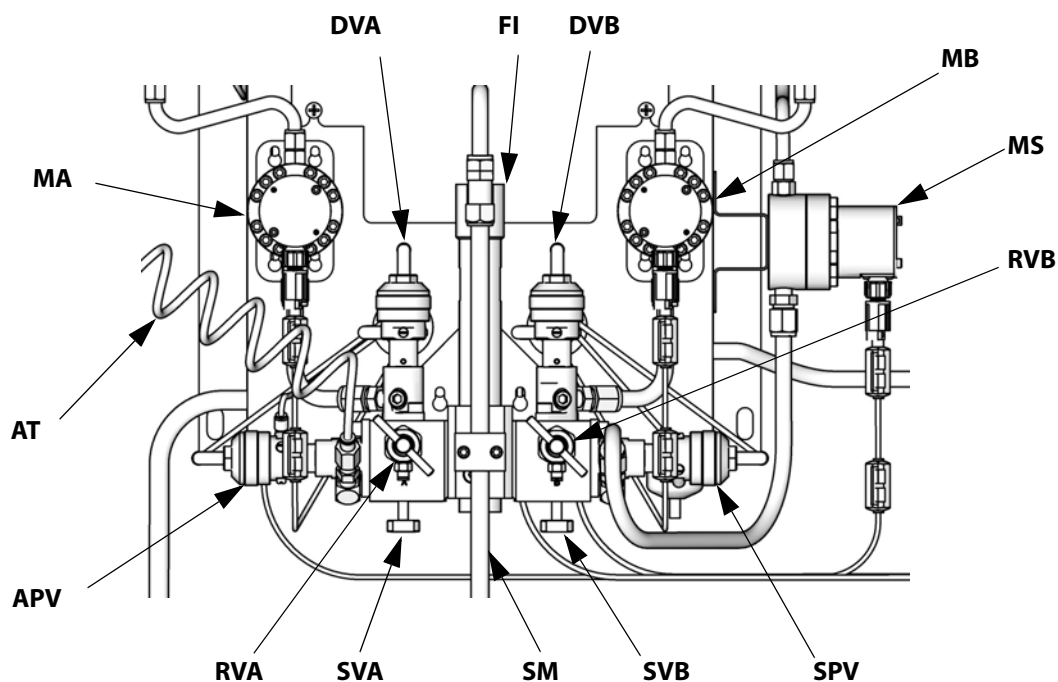 DVA FI DVB
MB
MS
MA
RVB
AT
APV
RVA SVA SM SVB SPV